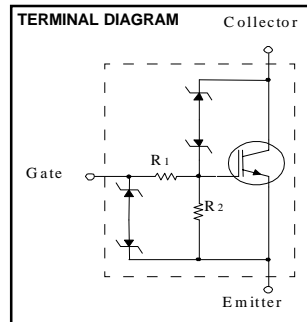 TERMINAL DIAGRAM
Collector
Gate
R1
R2
Emitter